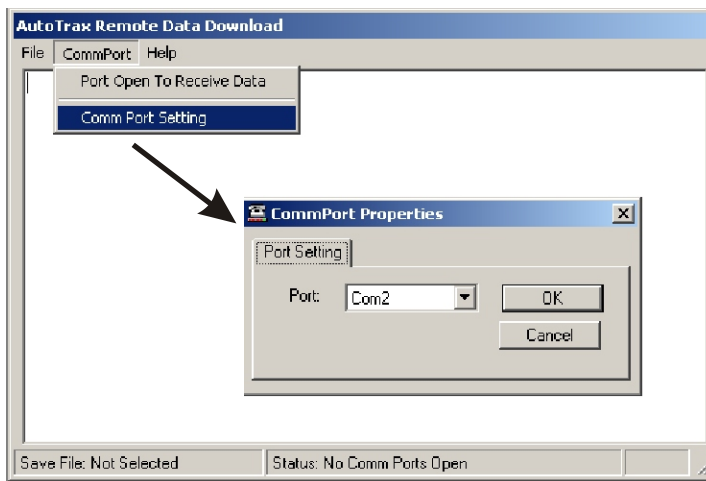 AutoTrax Remote Data Download
File CommPort Help
Port Open To Receive Data
Comm Port Setting
CommPort Properties
Port Setting
Port: Com2 OK
Cancel
Save File: Not Selected Status: No Comm Ports Open